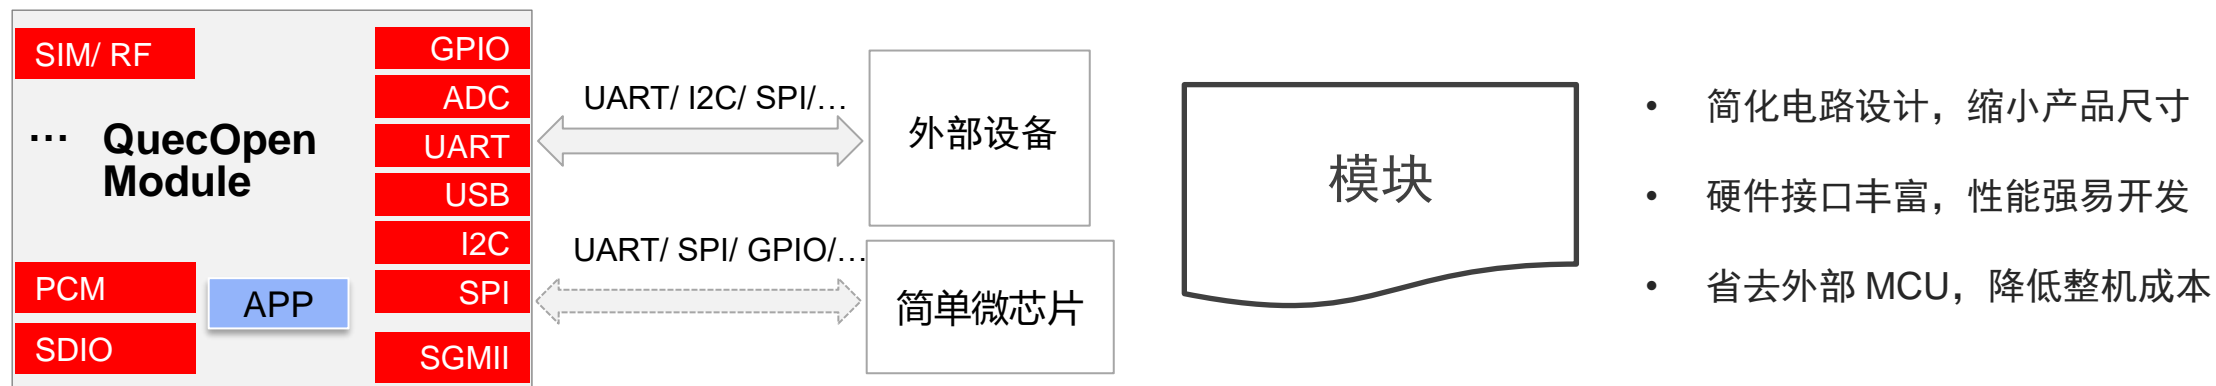 SIM/ RF
… QuecOpen
Module
PCM
SDIO
APP
GPIO
ADC
UART
USB
I2C
SPI
SGMII
UART/ I2C/ SPI/…
UART/ SPI/ GPIO/…
外部设备
简单微芯片
模块
• 简化电路设计，缩小产品尺寸
• 硬件接口丰富，性能强易开发
• 省去外部 MCU，降低整机成本